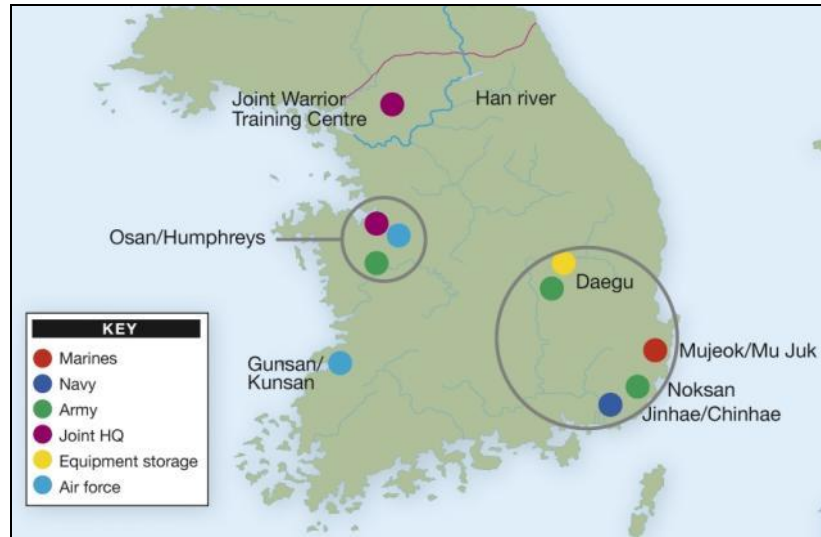 Joint Warrior
Training Centre
Han river
Osan/Humphreys
Daegu
KEY
Marines
Navy
Army
Joint HQ
Equipment storage
Air force
Gunsan/
Kunsan
Mujeok/Mu Juk
Noksan
Jinhae/Chinhae